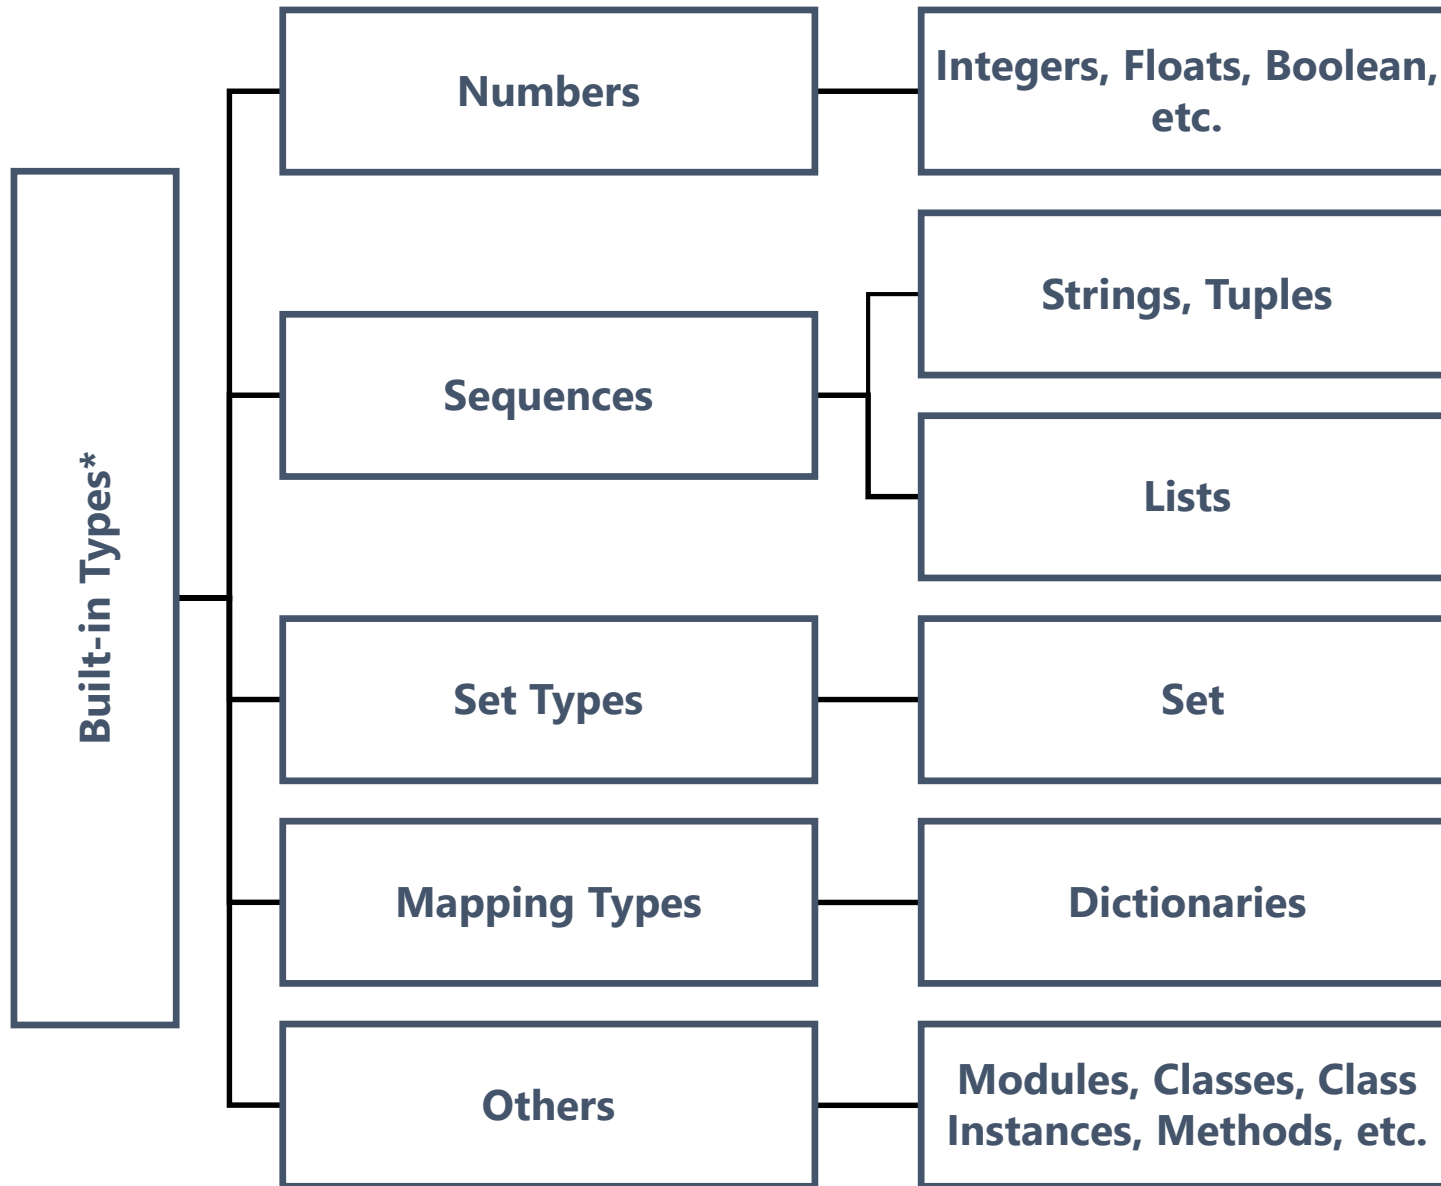 Built-in Types*
Numbers
Integers, Floats, Boolean,
etc.
Sequences
Strings, Tuples
Lists
Set Types
Set
Mapping Types
Dictionaries
Others
Modules, Classes, Class
Instances, Methods, etc.